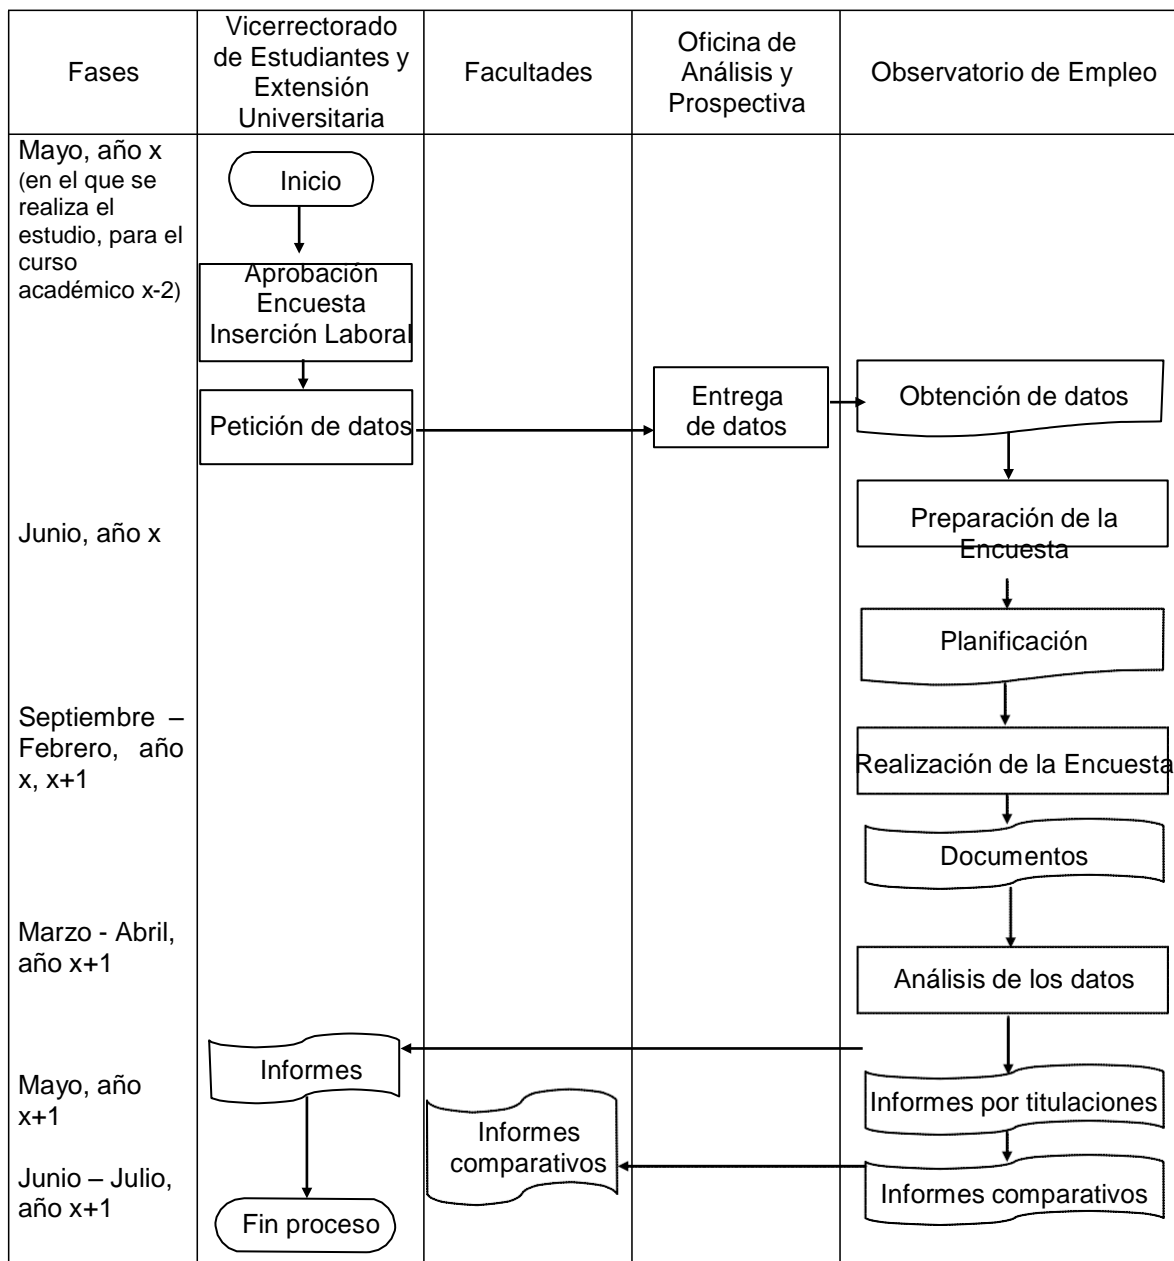 Fases
Vicerrectorado
de Estudiantes y
Extensión
Universitaria
Facultades
Oficina de
Análisis y
Prospectiva
Observatorio de Empleo
Mayo, año x
(en el que se
realiza el
estudio, para el
curso
académico x-2)
Inicio
Aprobación
Encuesta
Inserción Laboral
Petición de datos
Entrega
de datos
Obtención de datos
Junio, año x
Preparación de la
Encuesta
Planificación
Septiembre –
Febrero, año
x, x+1
Realización de la Encuesta
Documentos
Marzo - Abril,
año x+1
Análisis de los datos
Mayo, año
x+1
Informes
Informes por titulaciones
Informes
comparativos
Junio – Julio,
año x+1
Informes comparativos
Fin proceso